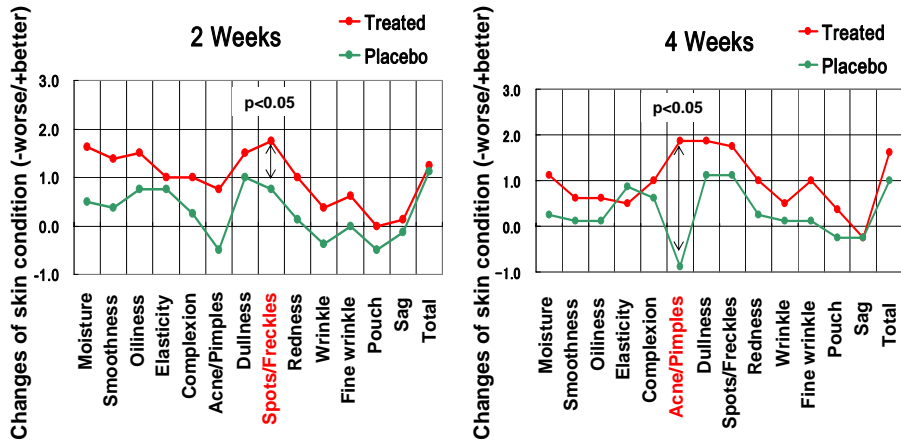 Changes of skin condition (-worse/+better)
2 Weeks
Treated
Placebo
3.0
2.0
1.0
0.0
-1.0
p<0.05
Moisture
Smoothness
Oiliness
Elasticity
Complexion
Acne/Pimples
Dullness
Spots/Freckles
Redness
Wrinkle
Fine wrinkle
Pouch
Sag
Total
Changes of skin condition (-worse/+better)
4 Weeks
Treated
Placebo
3.0
2.0
1.0
0.0
−1.0
p<0.05
Moisture
Smoothness
Oiliness
Elasticity
Complexion
Acne/Pimples
Dullness
Spots/Freckles
Redness
Wrinkle
Fine wrinkle
Pouch
Sag
Total